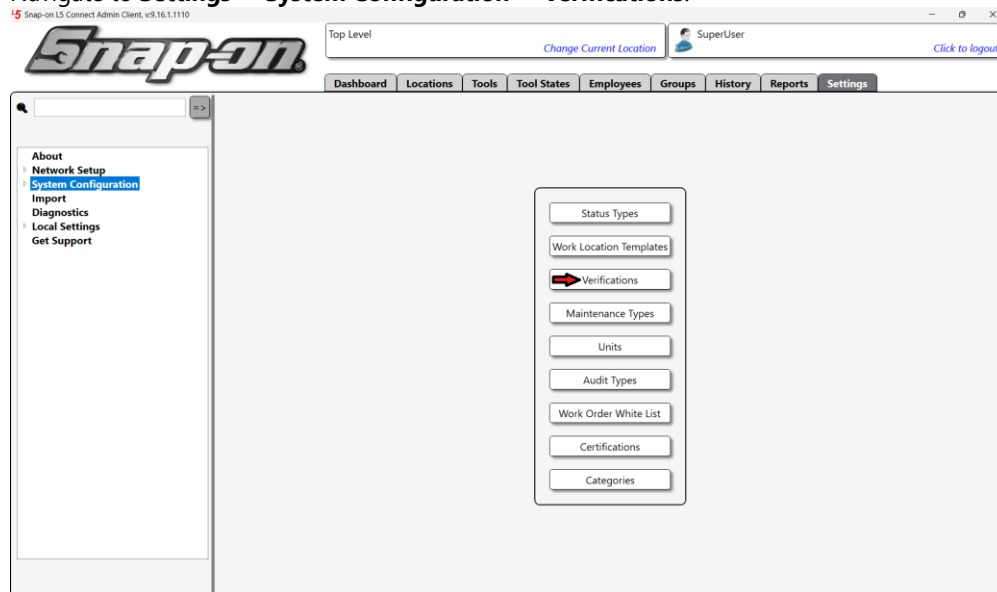 Navigate to Settings > System Configuration > Verifications.
Snap-on L5 Connect Admin Client, v:9.16.1.1110
Snap-on®
Top Level
Change Current Location
SuperUser
Click to logout
Dashboard Locations Tools Tool States Employees Groups History Reports Settings
=>
About
Network Setup
System Configuration
Import
Diagnostics
Local Settings
Get Support
Status Types
Work Location Templates
Verifications
Maintenance Types
Units
Audit Types
Work Order White List
Certifications
Categories